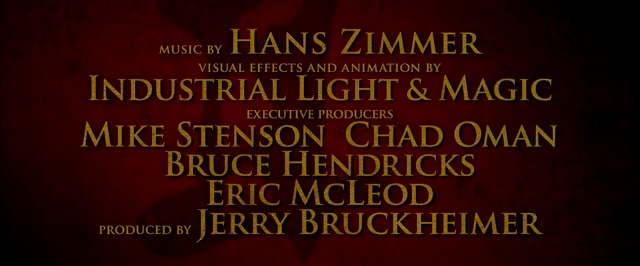 MUSIC BY HANS ZIMMER
VISUAL EFFECTS AND ANIMATION BY
INDUSTRIAL LIGHT & MAGIC
EXECUTIVE PRODUCERS
MIKE STENSON CHAD OMAN
BRUCE HENDRICKS
ERIC MCLEOD
PRODUCED BY JERRY BRUCKHEIMER